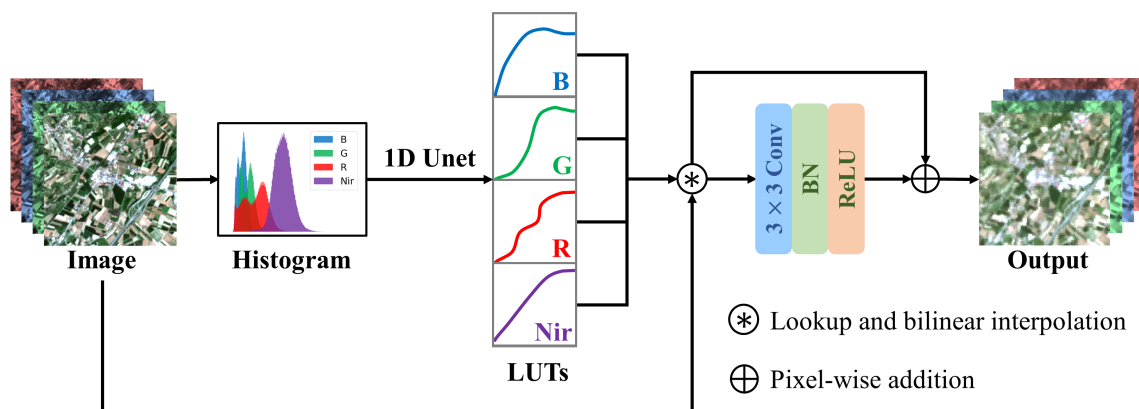 Image
B
G
R
Nir
Histogram
1D Unet
B
G
R
Nir
LUTs
3 × 3 Conv
BN
ReLU
Output
Lookup and bilinear interpolation
Pixel-wise addition